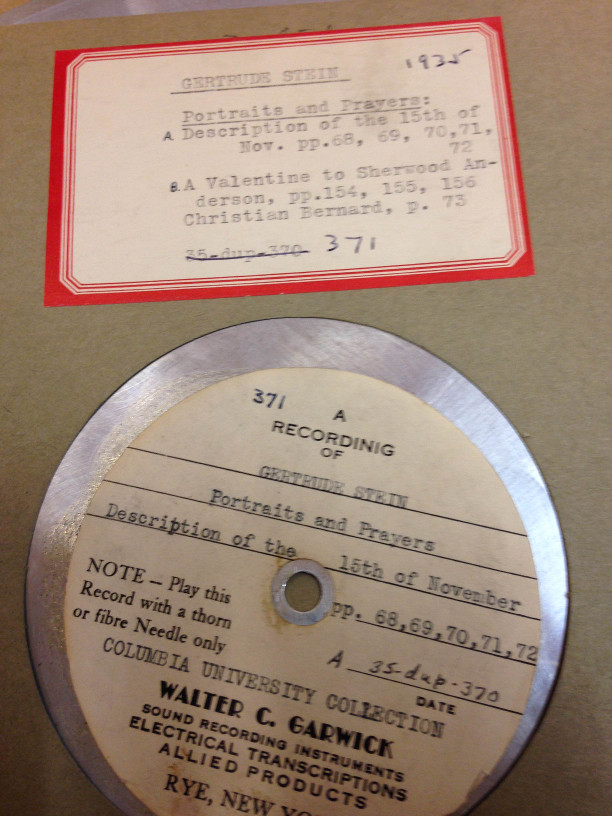 GERTRUDE STEIN
1935
Portraits and Prayers:
A Description of the 15th of
Nov. pp.68, 69, 70,71,
72
B.A Valentine to Sherwood An-
derson, pp.154, 155, 156
Christian Bernard, p. 73
35-dup-370 371
371 A
RECORDINIG
OF
GERTRUDE STEIN
Portraits and Prayers
Description of the 15th of November
pp. 68,69,70,71,72
NOTE – Play this
Record with a thorn
or fibre Needle only
A 35-dup-370
DATE
COLUMBIA UNIVERSITY COLLECTION
WALTER C. GARWICK
SOUND RECORDING INSTRUMENTS
ELECTRICAL TRANSCRIPTIONS
ALLIED PRODUCTS
RYE, NEW YO